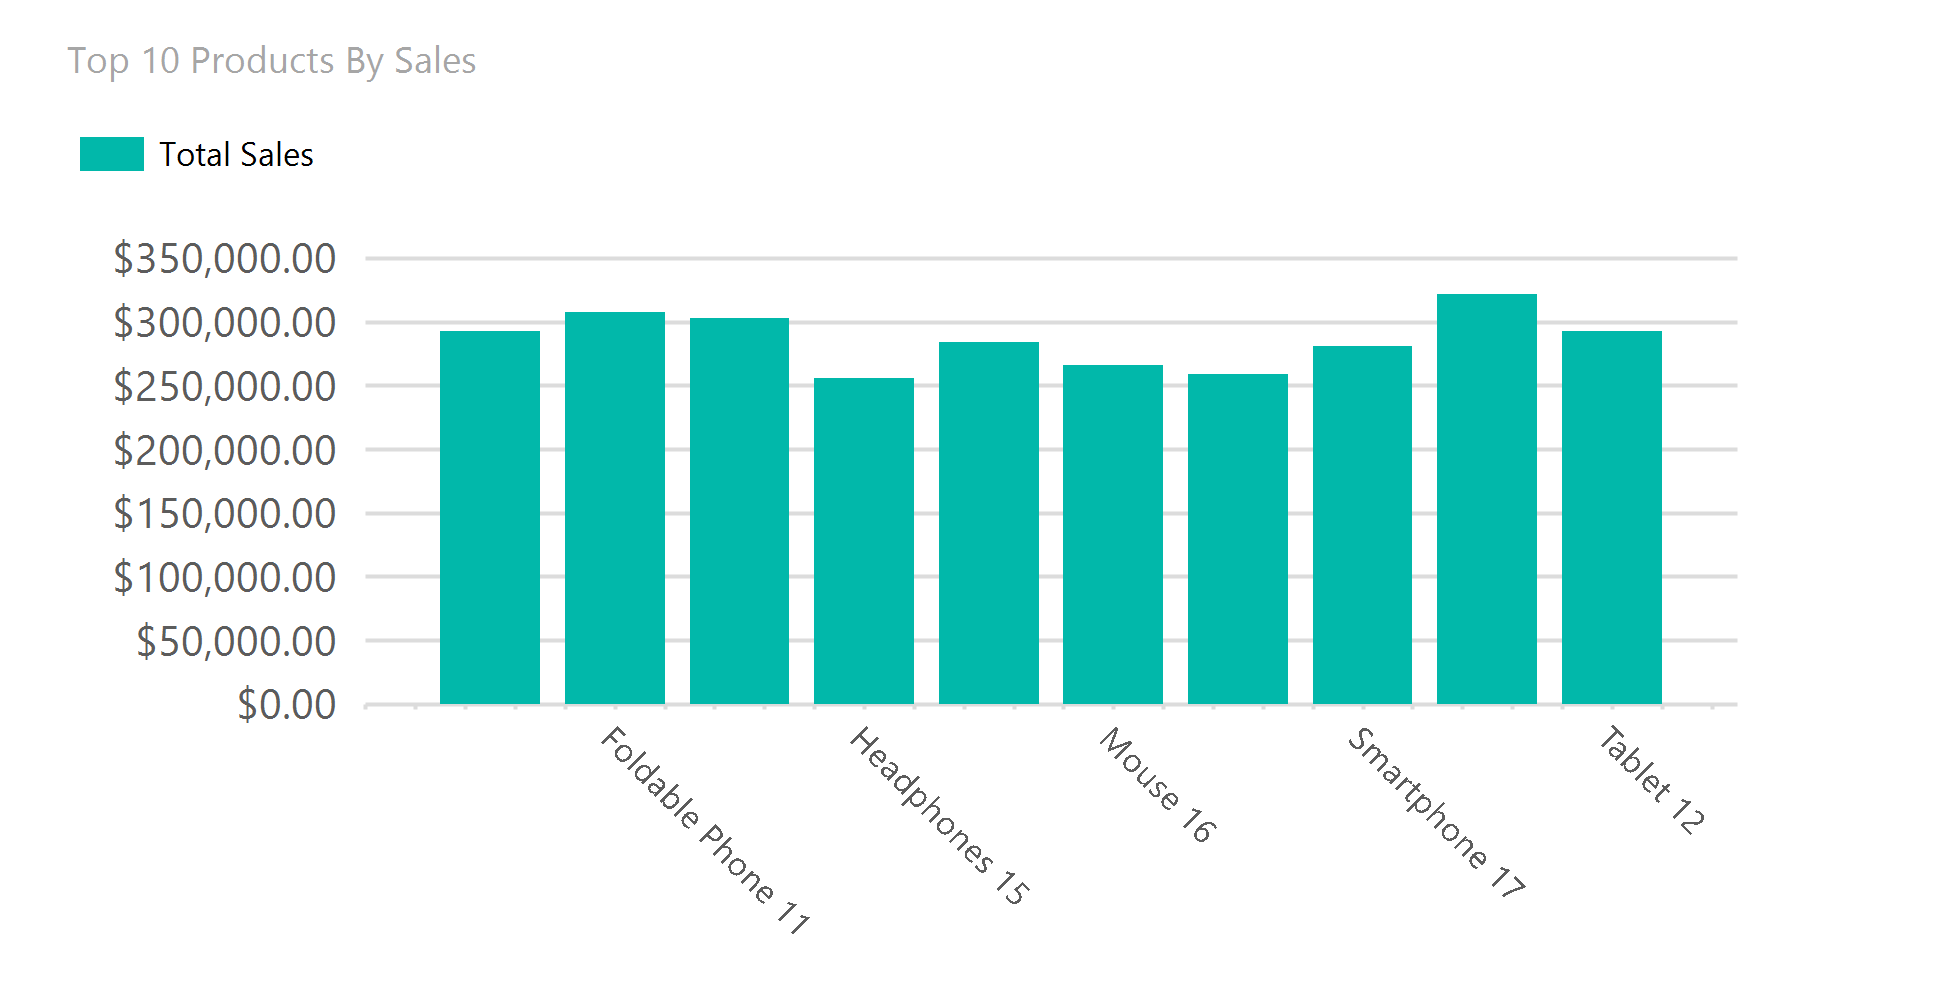 Top 10 Products By Sales
Total Sales
$350,000.00
$300,000.00
$250,000.00
$200,000.00
$150,000.00
$100,000.00
$50,000.00
$0.00
Foldable Phone 11
Headphones 15
Mouse 16
Smartphone 17
Tablet 12